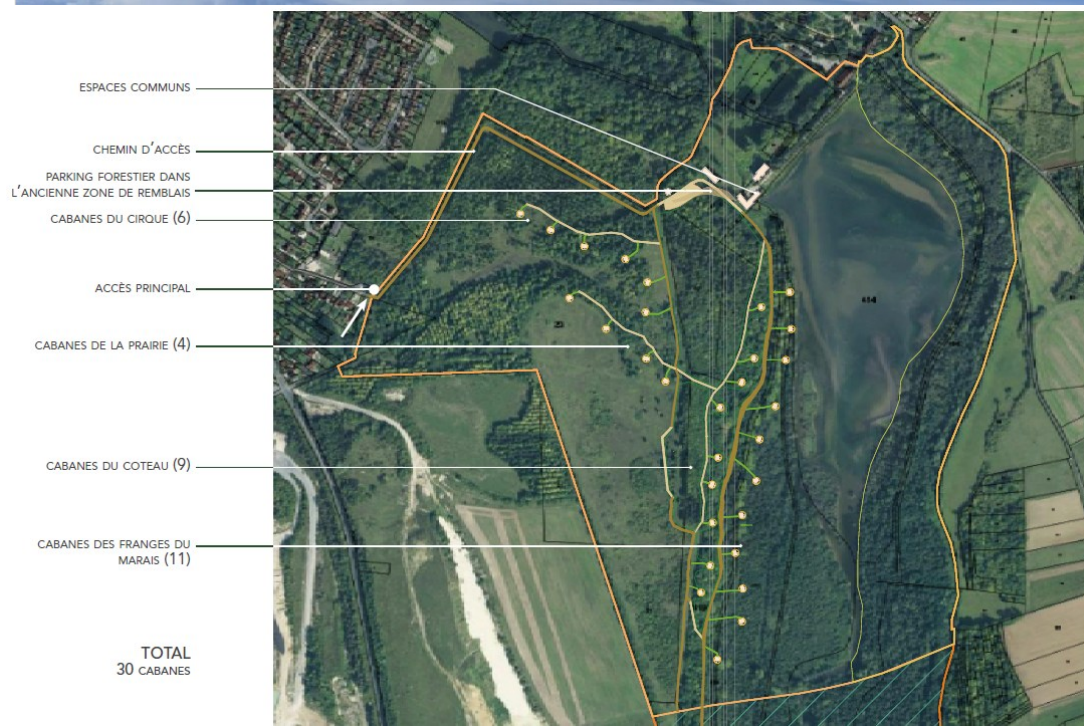 ESPACES COMMUNS
CHEMIN D'ACCÈS
PARKING FORESTIER DANS
L'ANCIENNE ZONE DE REMBLAIS
CABANES DU CIRQUE (6)
ACCÈS PRINCIPAL
CABANES DE LA PRAIRIE (4)
CABANES DU COTEAU (9)
CABANES DES FRANGES DU
MARAIS (11)
TOTAL
30 CABANES